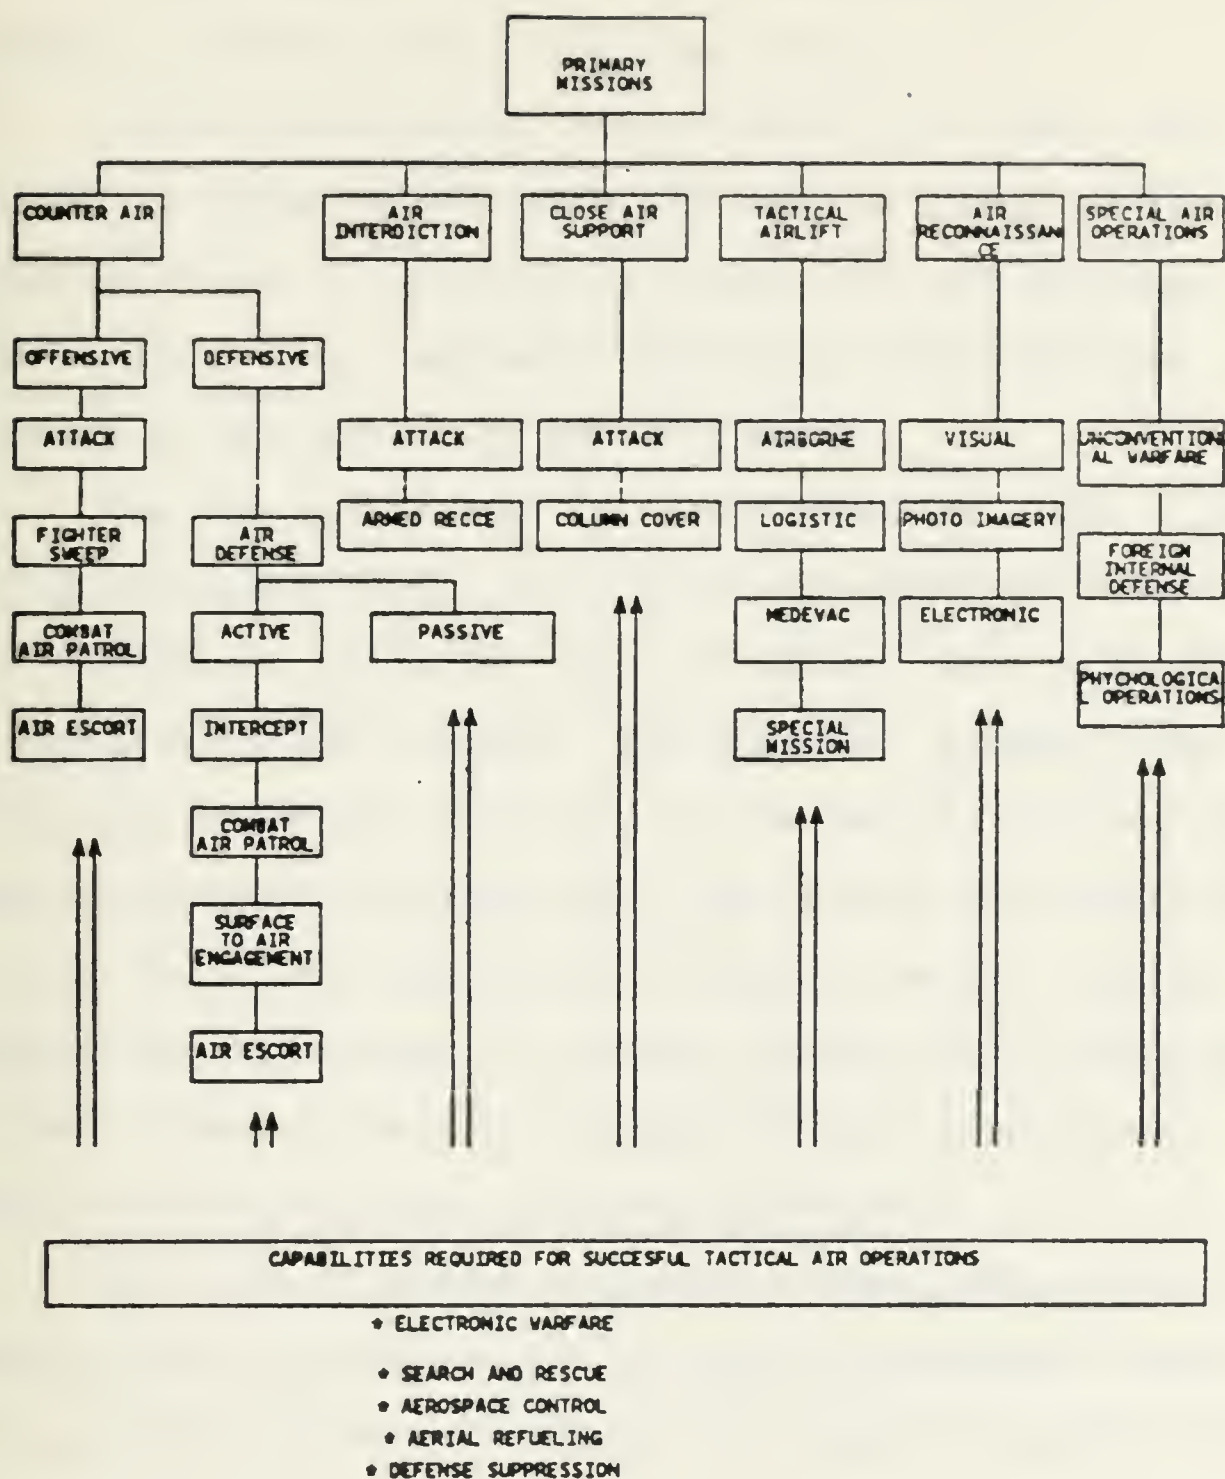 PRIMARY
MISSIONS
COUNTER AIR
AIR
INTERDICTION
CLOSE AIR
SUPPORT
TACTICAL
AIRLIFT
AIR
RECONNAISSAN
CE
SPECIAL AIR
OPERATIONS
OFFENSIVE
DEFENSIVE
ATTACK
ATTACK
ATTACK
AIRBORNE
VISUAL
UNCONVENTION
AL WARFARE
FIGHTER
SWEEP
AIR
DEFENSE
ARMED RECCE
COLUMN COVER
LOGISTIC
PHOTO IMAGERY
FOREIGN
INTERNAL
DEFENSE
COMBAT
AIR PATROL
ACTIVE
PASSIVE
MEDEVAC
ELECTRONIC
PHYCHOLOGICA
L OPERATIONS
AIR ESCORT
INTERCEPT
SPECIAL
MISSION
COMBAT
AIR PATROL
SURFACE
TO AIR
ENGAGEMENT
AIR ESCORT
CAPABILITIES REQUIRED FOR SUCCESFUL TACTICAL AIR OPERATIONS
* ELECTRONIC WARFARE
* SEARCH AND RESCUE
* AEROSPACE CONTROL
* AERIAL REFUELING
* DEFENSE SUPPRESSION